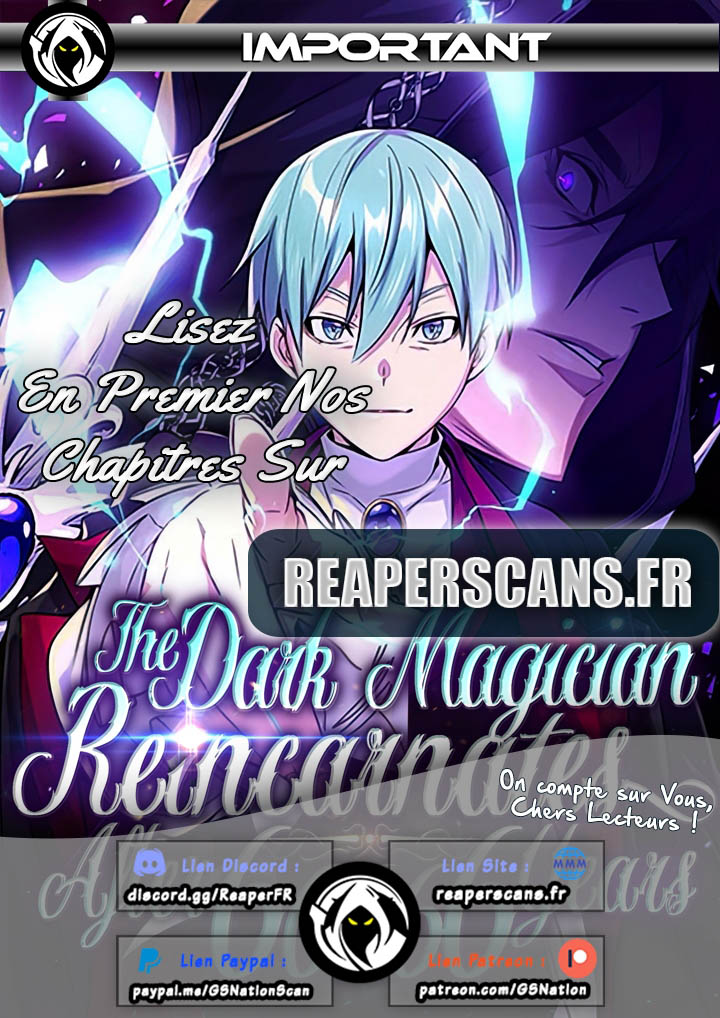 IMPORTANT
Lisez
En Premier Nos
Chapitres Sur
REAPERSCANS.FR
The Dark Magician
Reincarnates
On compte sur Vous,
Chers Lecteurs !
After Years
Lien Discord :
discord.gg/ReaperFR
Lien Site :
reaperscans.fr
Lien Paypal :
paypal.me/GSNationScan
Lien Patreon :
patreon.com/GSNation